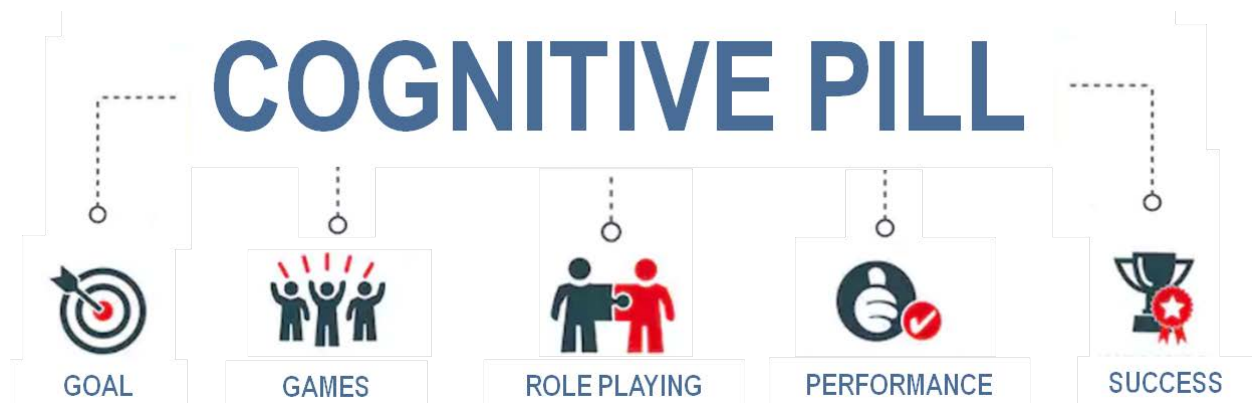 COGNITIVE PILL
GOAL
GAMES
ROLE PLAYING
PERFORMANCE
SUCCESS